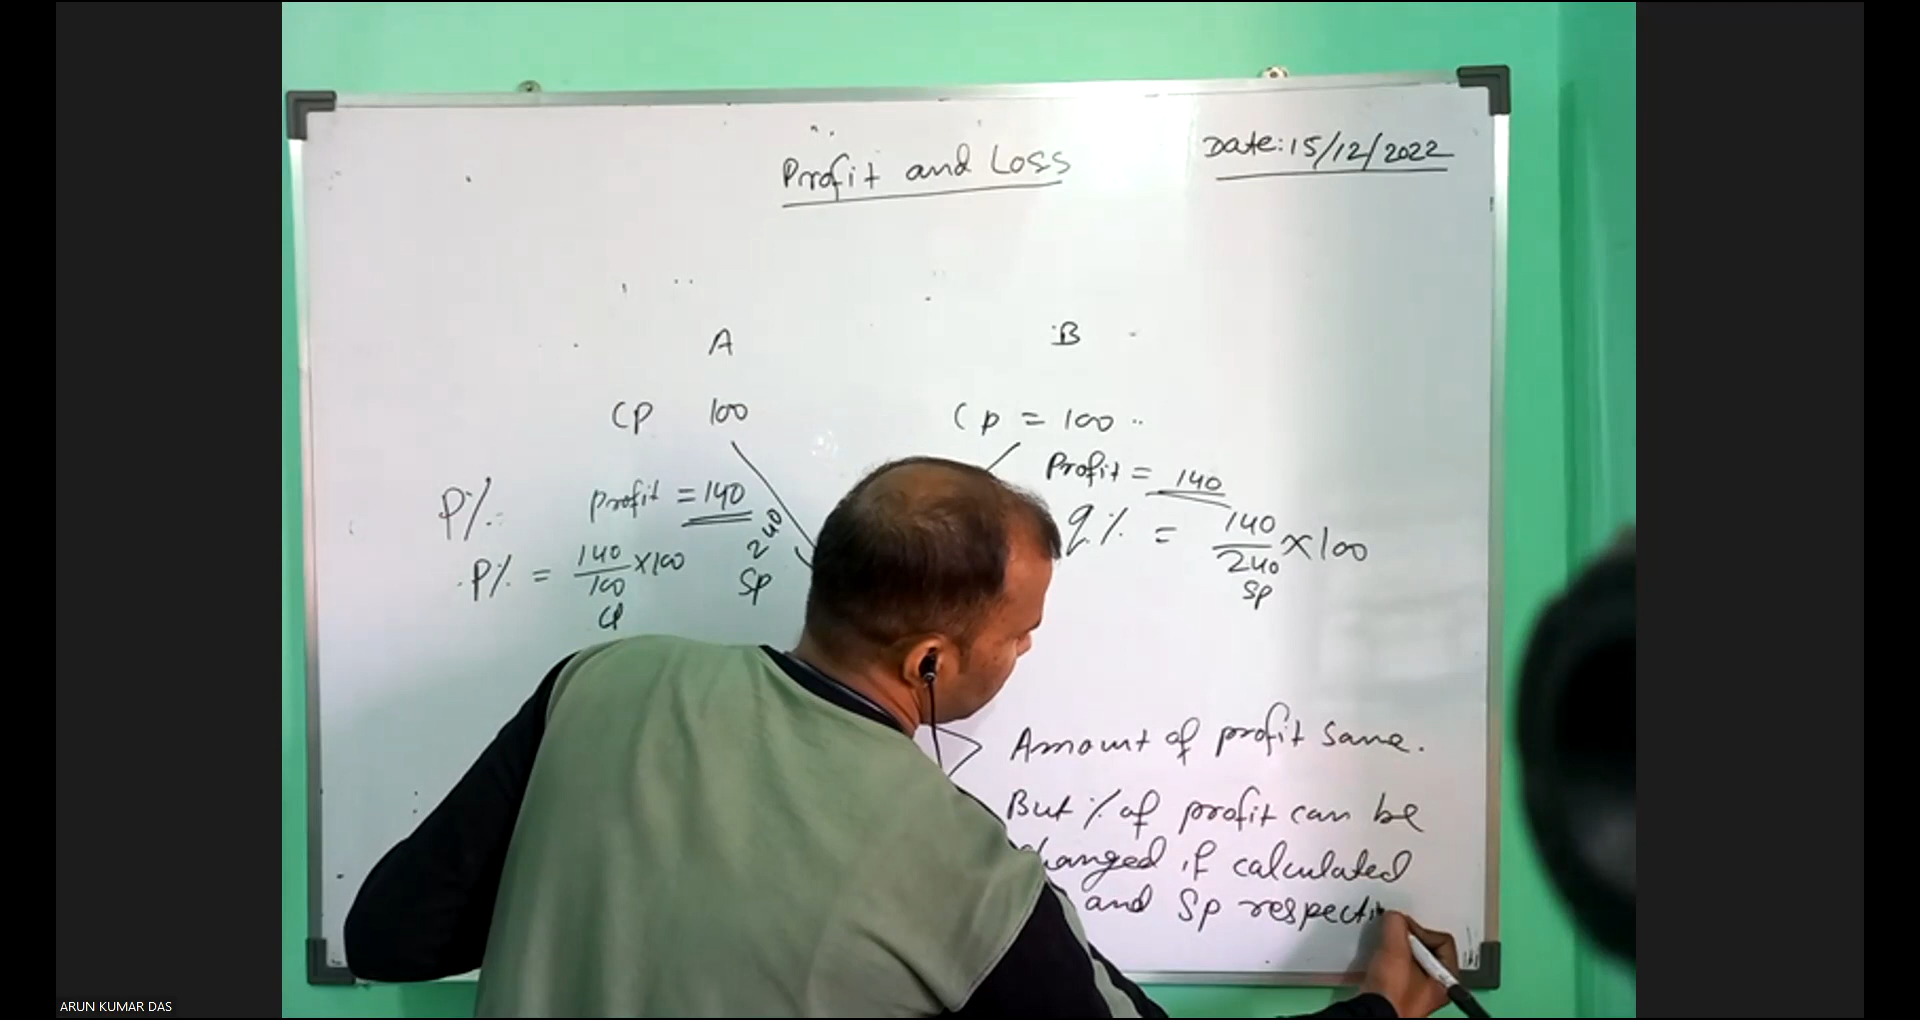 Profit and Loss
Date: 15/12/2022
A
B
CP 100
Cp = 100
Profit = 140
P%
Profit = 140
240
SP
P% = 140/100 x 100
CP
q% = 140/240 x 100
SP
Amount of profit same.
But % of profit can be
changed if calculated
and Sp respecti
ARUN KUMAR DAS